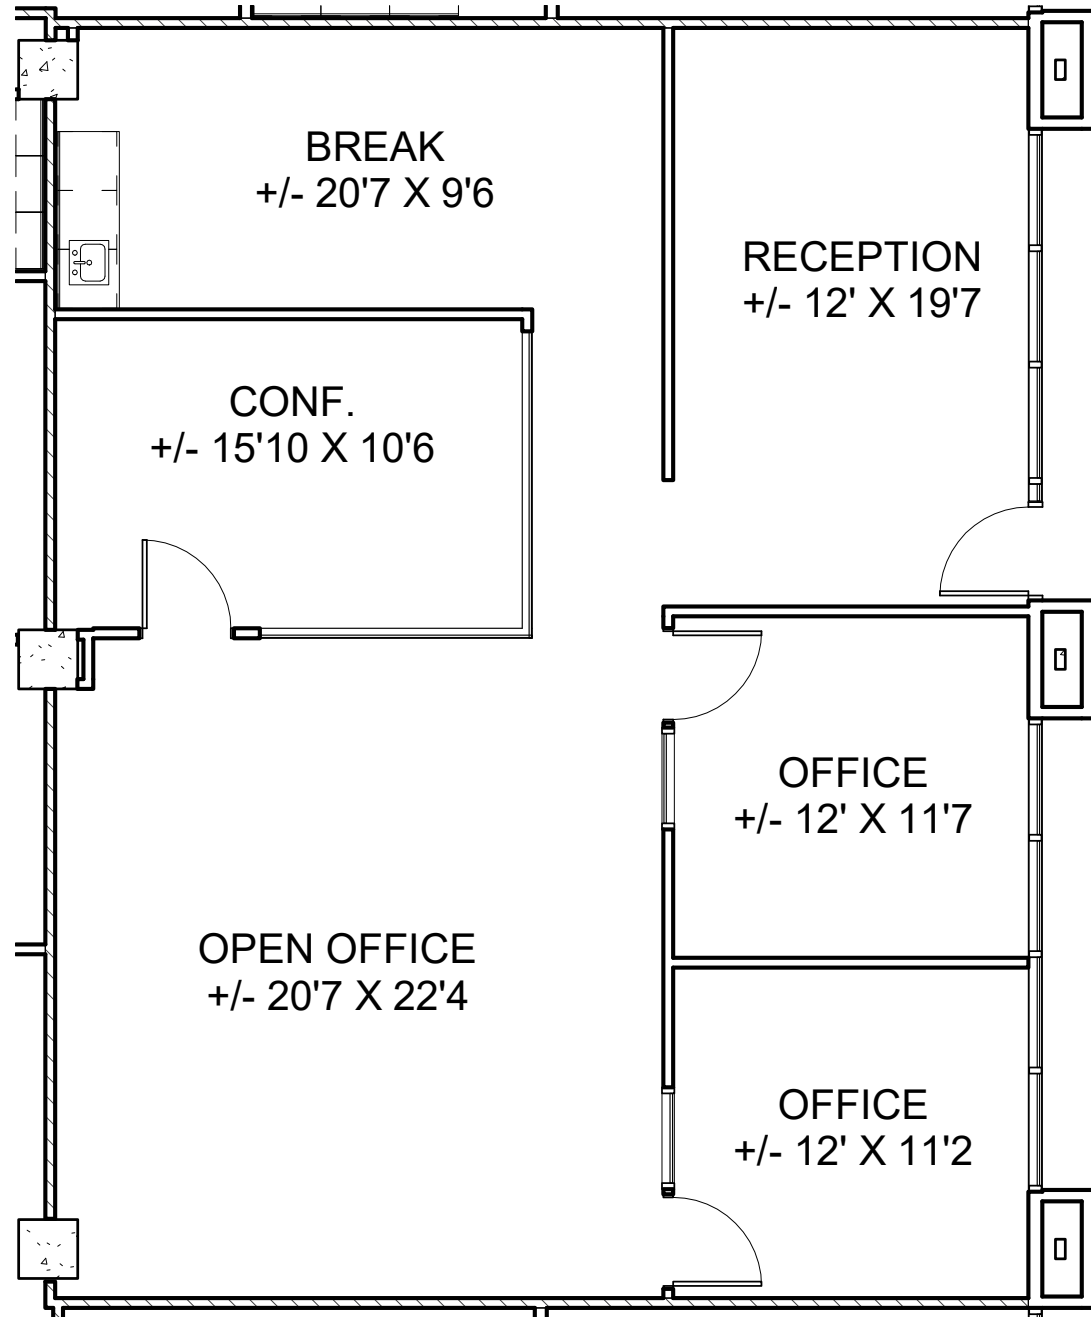 BREAK
+/- 20'7 X 9'6
RECEPTION
+/- 12' X 19'7
CONF.
+/- 15'10 X 10'6
OFFICE
+/- 12' X 11'7
OPEN OFFICE
+/- 20'7 X 22'4
OFFICE
+/- 12' X 11'2